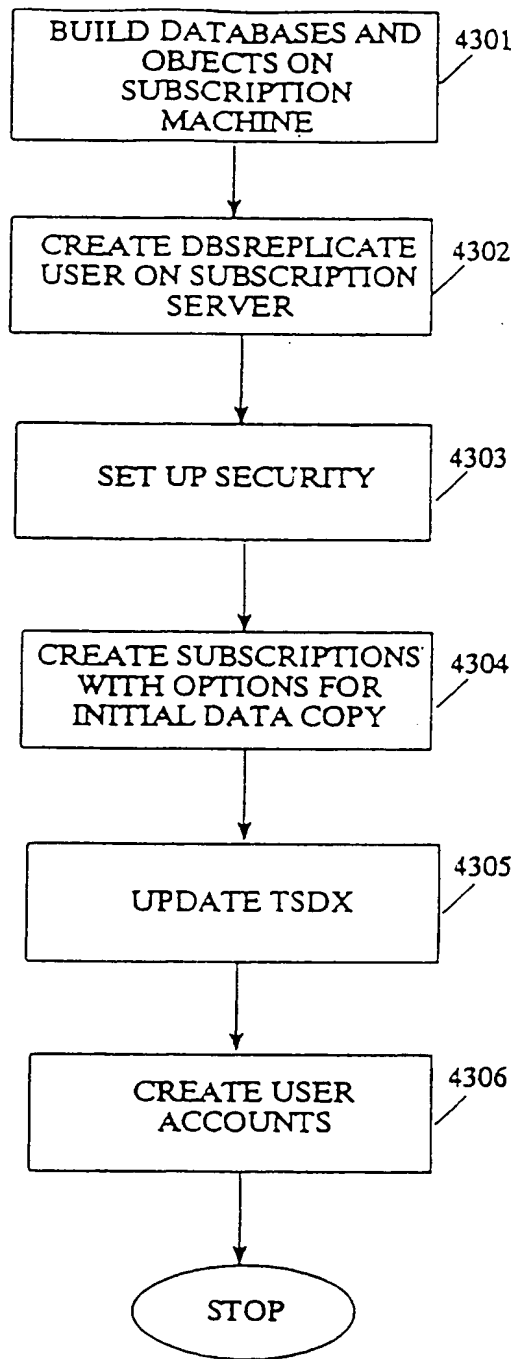 BUILD DATABASES AND
OBJECTS ON
SUBSCRIPTION
MACHINE
4301
CREATE DBSREPLICATE
USER ON SUBSCRIPTION
SERVER
4302
SET UP SECURITY
4303
CREATE SUBSCRIPTIONS
WITH OPTIONS FOR
INITIAL DATA COPY
4304
UPDATE TSDX
4305
CREATE USER
ACCOUNTS
4306
STOP